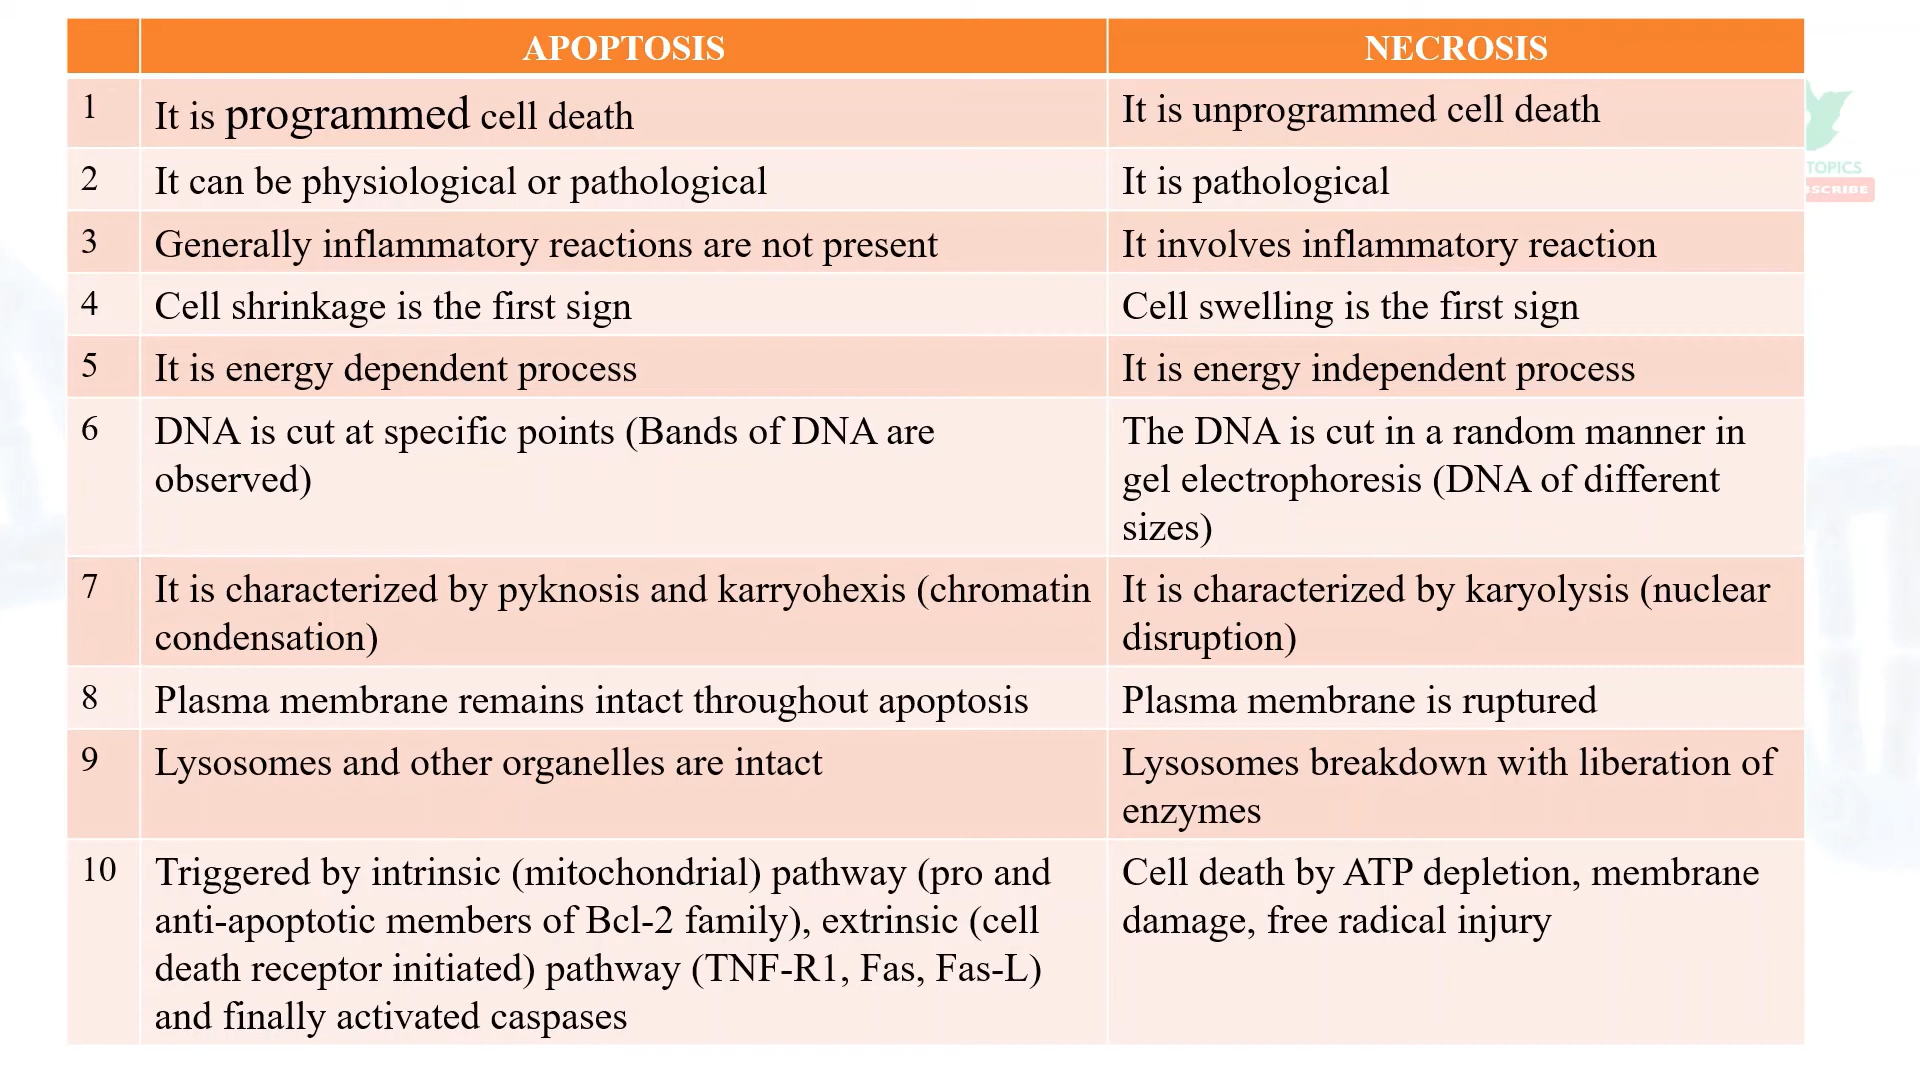 APOPTOSIS NECROSIS
1 It is programmed cell death It is unprogrammed cell death
2 It can be physiological or pathological It is pathological
3 Generally inflammatory reactions are not present It involves inflammatory reaction
4 Cell shrinkage is the first sign Cell swelling is the first sign
5 It is energy dependent process It is energy independent process
6 DNA is cut at specific points (Bands of DNA are
observed)
The DNA is cut in a random manner in
gel electrophoresis (DNA of different
sizes)
7 It is characterized by pyknosis and karryohexis (chromatin
condensation)
It is characterized by karyolysis (nuclear
disruption)
8 Plasma membrane remains intact throughout apoptosis Plasma membrane is ruptured
9 Lysosomes and other organelles are intact
Lysosomes breakdown with liberation of
enzymes
10 Triggered by intrinsic (mitochondrial) pathway (pro and
anti-apoptotic members of Bcl-2 family), extrinsic (cell
death receptor initiated) pathway (TNF-R1, Fas, Fas-L)
and finally activated caspases
Cell death by ATP depletion, membrane
damage, free radical injury
TOPICS
SCRIBE